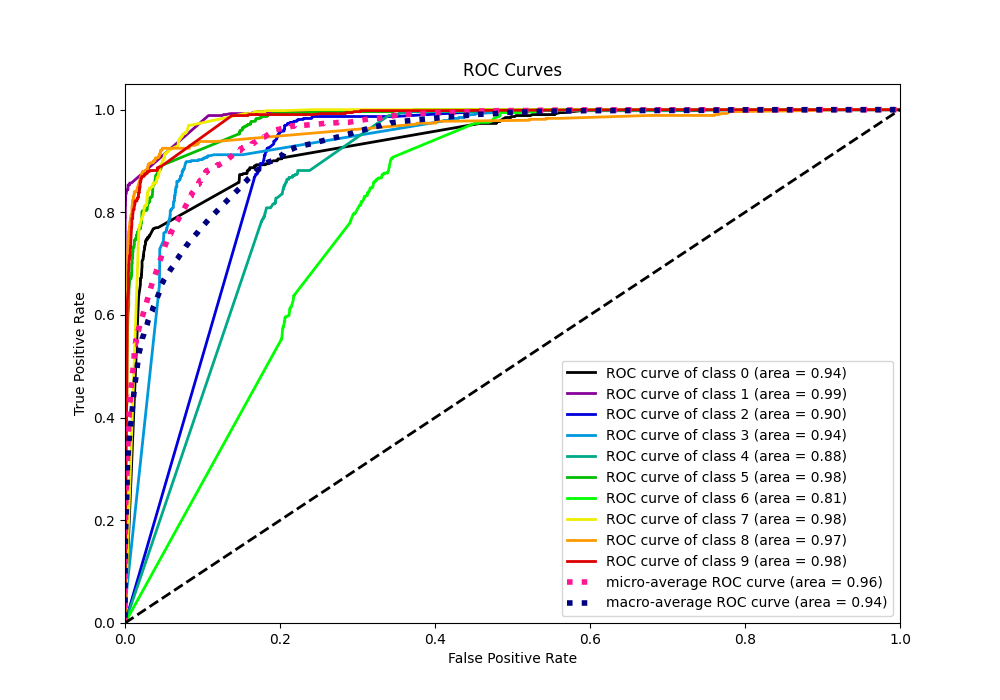 ROC Curves
True Positive Rate
1.0
0.8
0.6
0.4
0.2
0.0
ROC curve of class 0 (area = 0.94)
ROC curve of class 1 (area = 0.99)
ROC curve of class 2 (area = 0.90)
ROC curve of class 3 (area = 0.94)
ROC curve of class 4 (area = 0.88)
ROC curve of class 5 (area = 0.98)
ROC curve of class 6 (area = 0.81)
ROC curve of class 7 (area = 0.98)
ROC curve of class 8 (area = 0.97)
ROC curve of class 9 (area = 0.98)
micro-average ROC curve (area = 0.96)
macro-average ROC curve (area = 0.94)
0.0 0.2 0.4 0.6 0.8 1.0
False Positive Rate